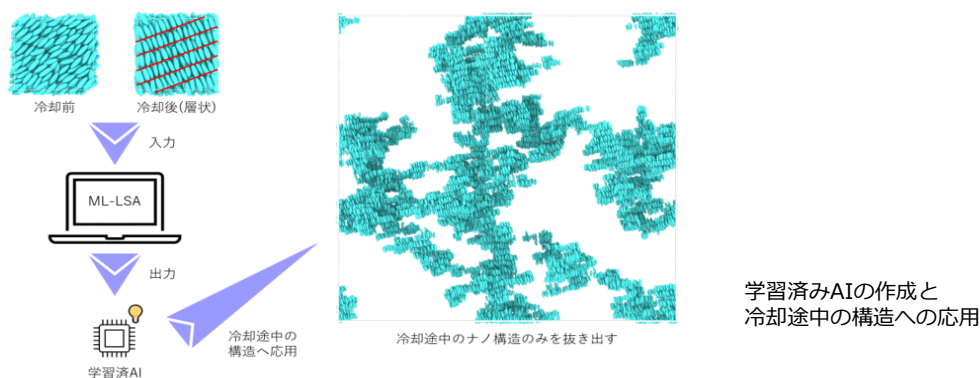 冷却前
冷却後(層状)
入力
ML-LSA
出力
学習済AI
冷却途中の
構造へ応用
冷却途中のナノ構造のみを抜き出す
学習済みAIの作成と
冷却途中の構造への応用